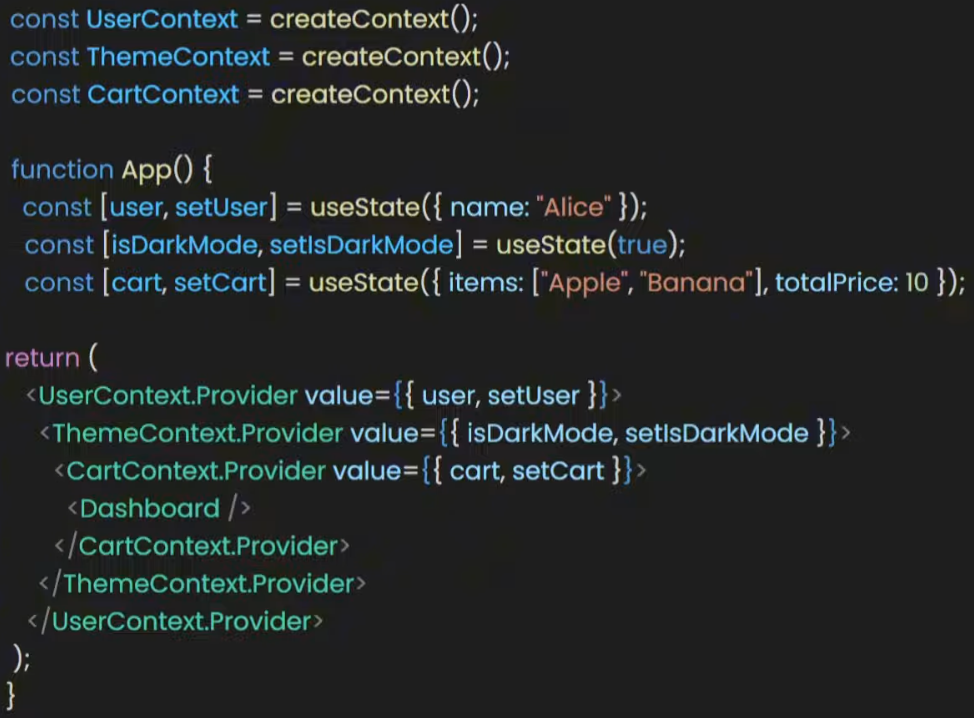 const UserContext = createContext();
const ThemeContext = createContext();
const CartContext = createContext();
function App() {
const [user, setUser] = useState({ name: "Alice" });
const [isDarkMode, setIsDarkMode] = useState(true);
const [cart, setCart] = useState({ items: ["Apple", "Banana"], totalPrice: 10 });
return (
<UserContext.Provider value={{ user, setUser }}>
<ThemeContext.Provider value={{ isDarkMode, setIsDarkMode }}>
<CartContext.Provider value={{ cart, setCart }}>
<Dashboard />
</CartContext.Provider>
</ThemeContext.Provider>
</UserContext.Provider>
);
}